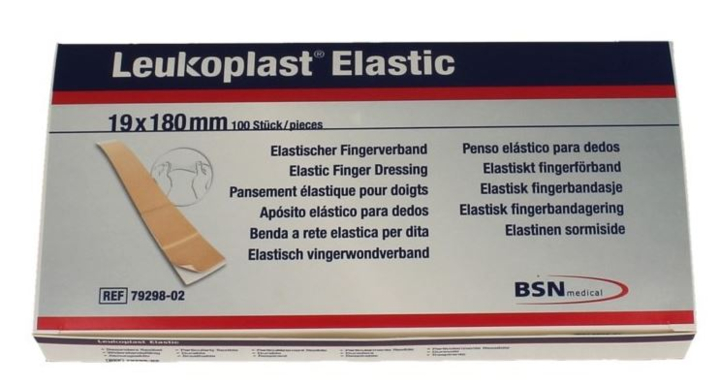 Leukoplast® Elastic
19 x 180 mm 100 Stück/pieces
Elastischer Fingerverband
Elastic Finger Dressing
Pansement élastique pour doigts
Apósito elástico para dedos
Benda a rete elastica per dita
Elastisch vingerwondverband
Penso elástico para dedos
Elastiskt fingerförband
Elastisk fingerbandasje
Elastisk fingerbandagering
Elastinen sormiside
REF 79298-02
BSN medical
Leukoplast Elastic